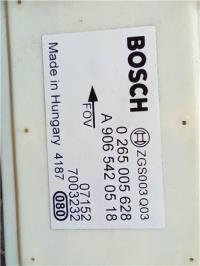 BOSCH
ZGS003 Q03
0 265 005 628
A 906 542 05 18
FOV
07152
7003232
080
Made in Hungary 4187